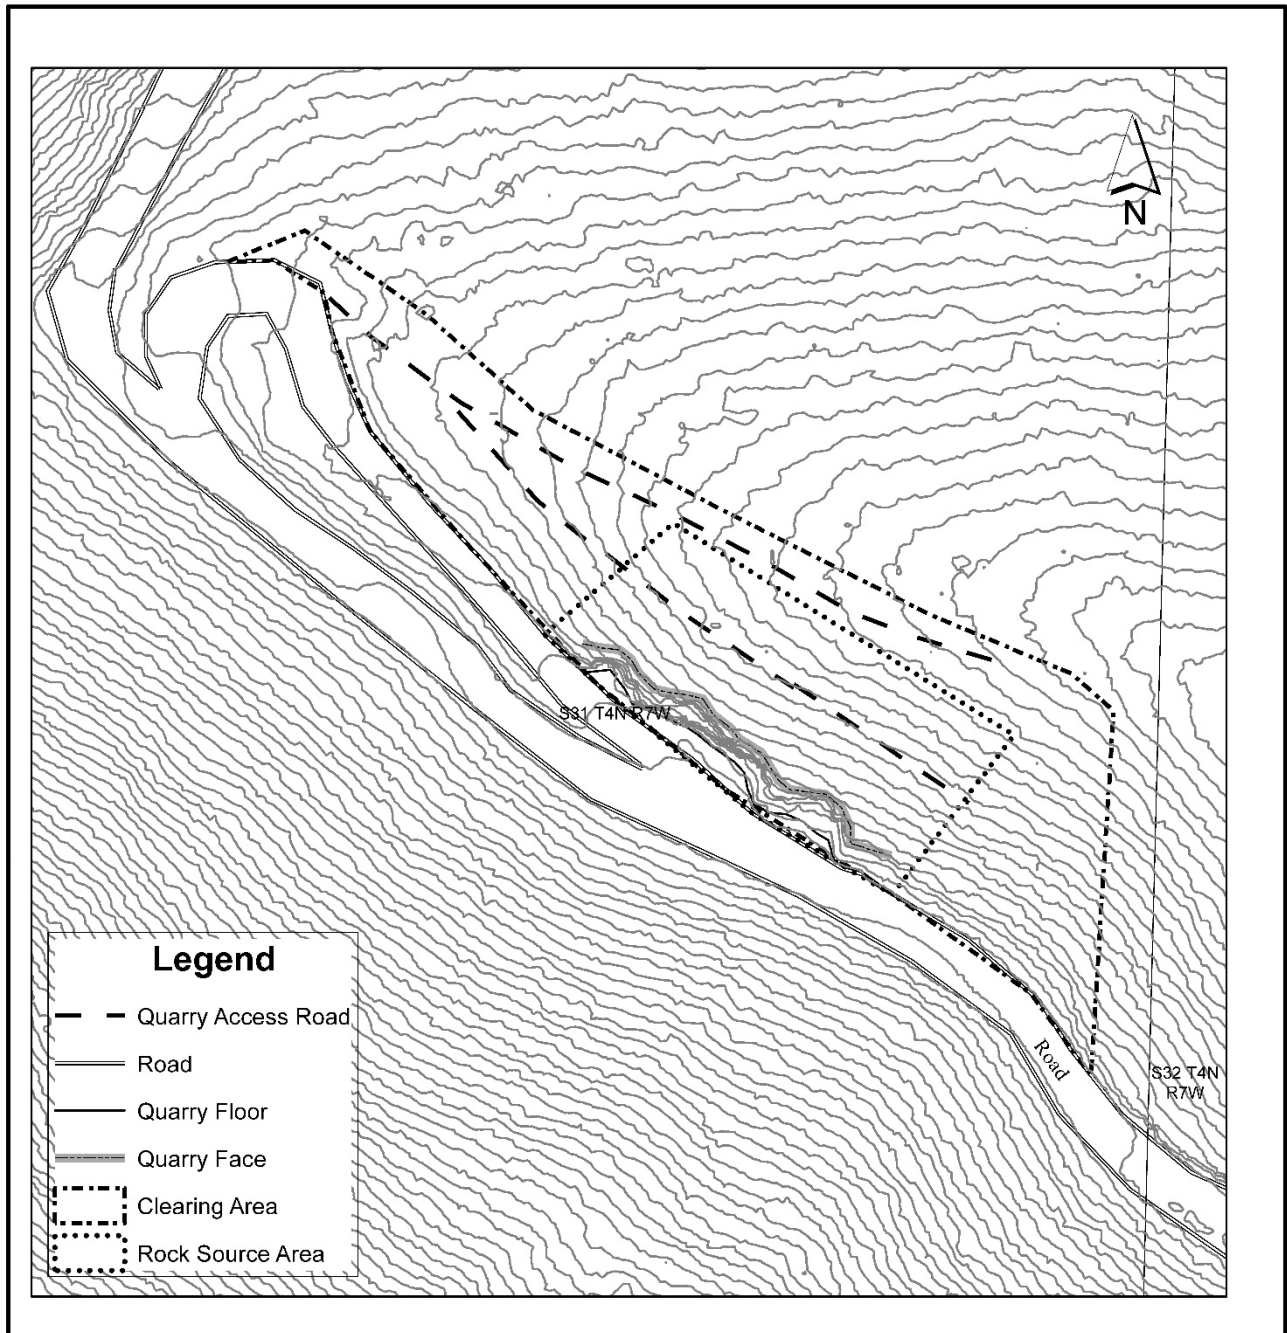 N
S31 T4N R7W
Road
S32 T4N
R7W
Legend
Quarry Access Road
Road
Quarry Floor
Quarry Face
Clearing Area
Rock Source Area